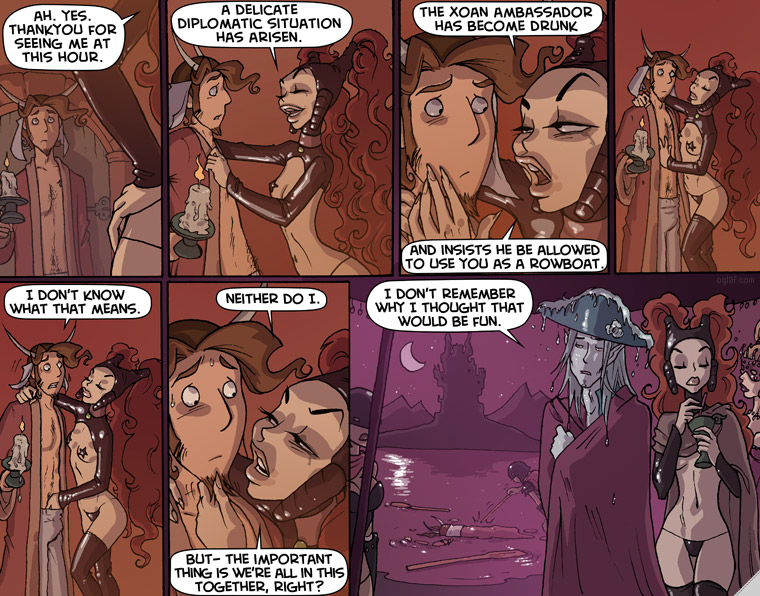 AH. YES.
THANKYOU FOR
SEEING ME AT
THIS HOUR.
A DELICATE
DIPLOMATIC SITUATION
HAS ARISEN.
THE XOAN AMBASSADOR
HAS BECOME DRUNK
AND INSISTS HE BE ALLOWED
TO USE YOU AS A ROWBOAT.
oglaf.com
I DON'T KNOW
WHAT THAT MEANS.
NEITHER DO I.
BUT- THE IMPORTANT
THING IS WE'RE ALL IN THIS
TOGETHER, RIGHT?
I DON'T REMEMBER
WHY I THOUGHT THAT
WOULD BE FUN.